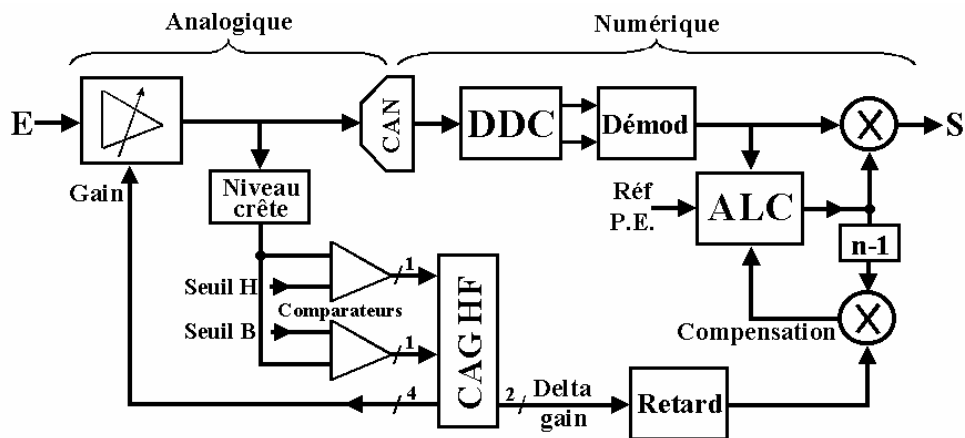 Analogique
Numérique
E
CAN
DDC
Démod
S
Gain
Niveau
crête
Réf
P.E.
ALC
n-1
Seuil H
1
Comparateurs
Seuil B
1
CAG HF
Compensation
4
2
Delta
gain
Retard